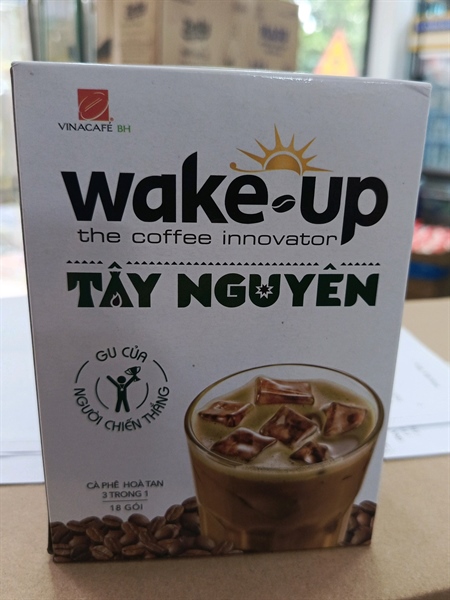 VINACAFÉ BH
wake-up
the coffee innovator
TÂY NGUYÊN
GU CỦA
NGƯỜI CHIẾN THẮNG
CÀ PHÊ HOÀ TAN
3 TRONG 1
18 GÓI